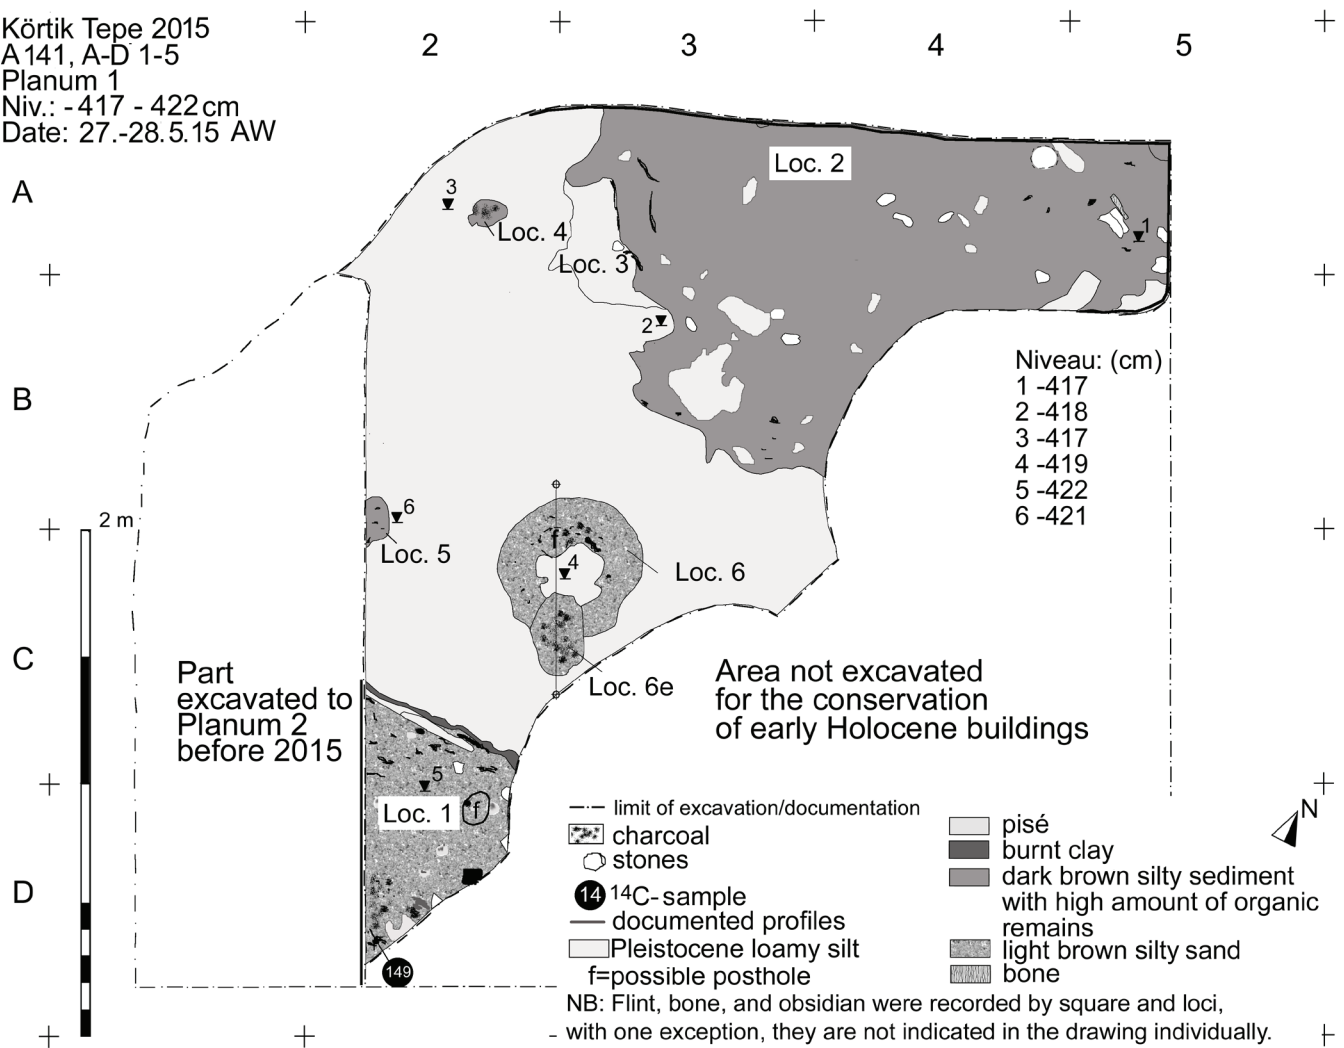 Körtik Tepe 2015
A141, A-D 1-5
Planum 1
Niv.: -417 - 422 cm
Date: 27.-28.5.15 AW
2
3
4
5
A
B
C
D
Loc. 2
3
Loc. 4
Loc. 3
1
2
Niveau: (cm)
1 -417
2 -418
3 -417
4 -419
5 -422
6 -421
2 m
6
Loc. 5
f
4
Loc. 6
Loc. 6e
Part
excavated to
Planum 2
before 2015
Area not excavated
for the conservation
of early Holocene buildings
5
Loc. 1
f
149
N
limit of excavation/documentation
charcoal
stones
14 14C-sample
documented profiles
Pleistocene loamy silt
f=possible posthole
pisé
burnt clay
dark brown silty sediment
with high amount of organic
remains
light brown silty sand
bone
NB: Flint, bone, and obsidian were recorded by square and loci,
with one exception, they are not indicated in the drawing individually.